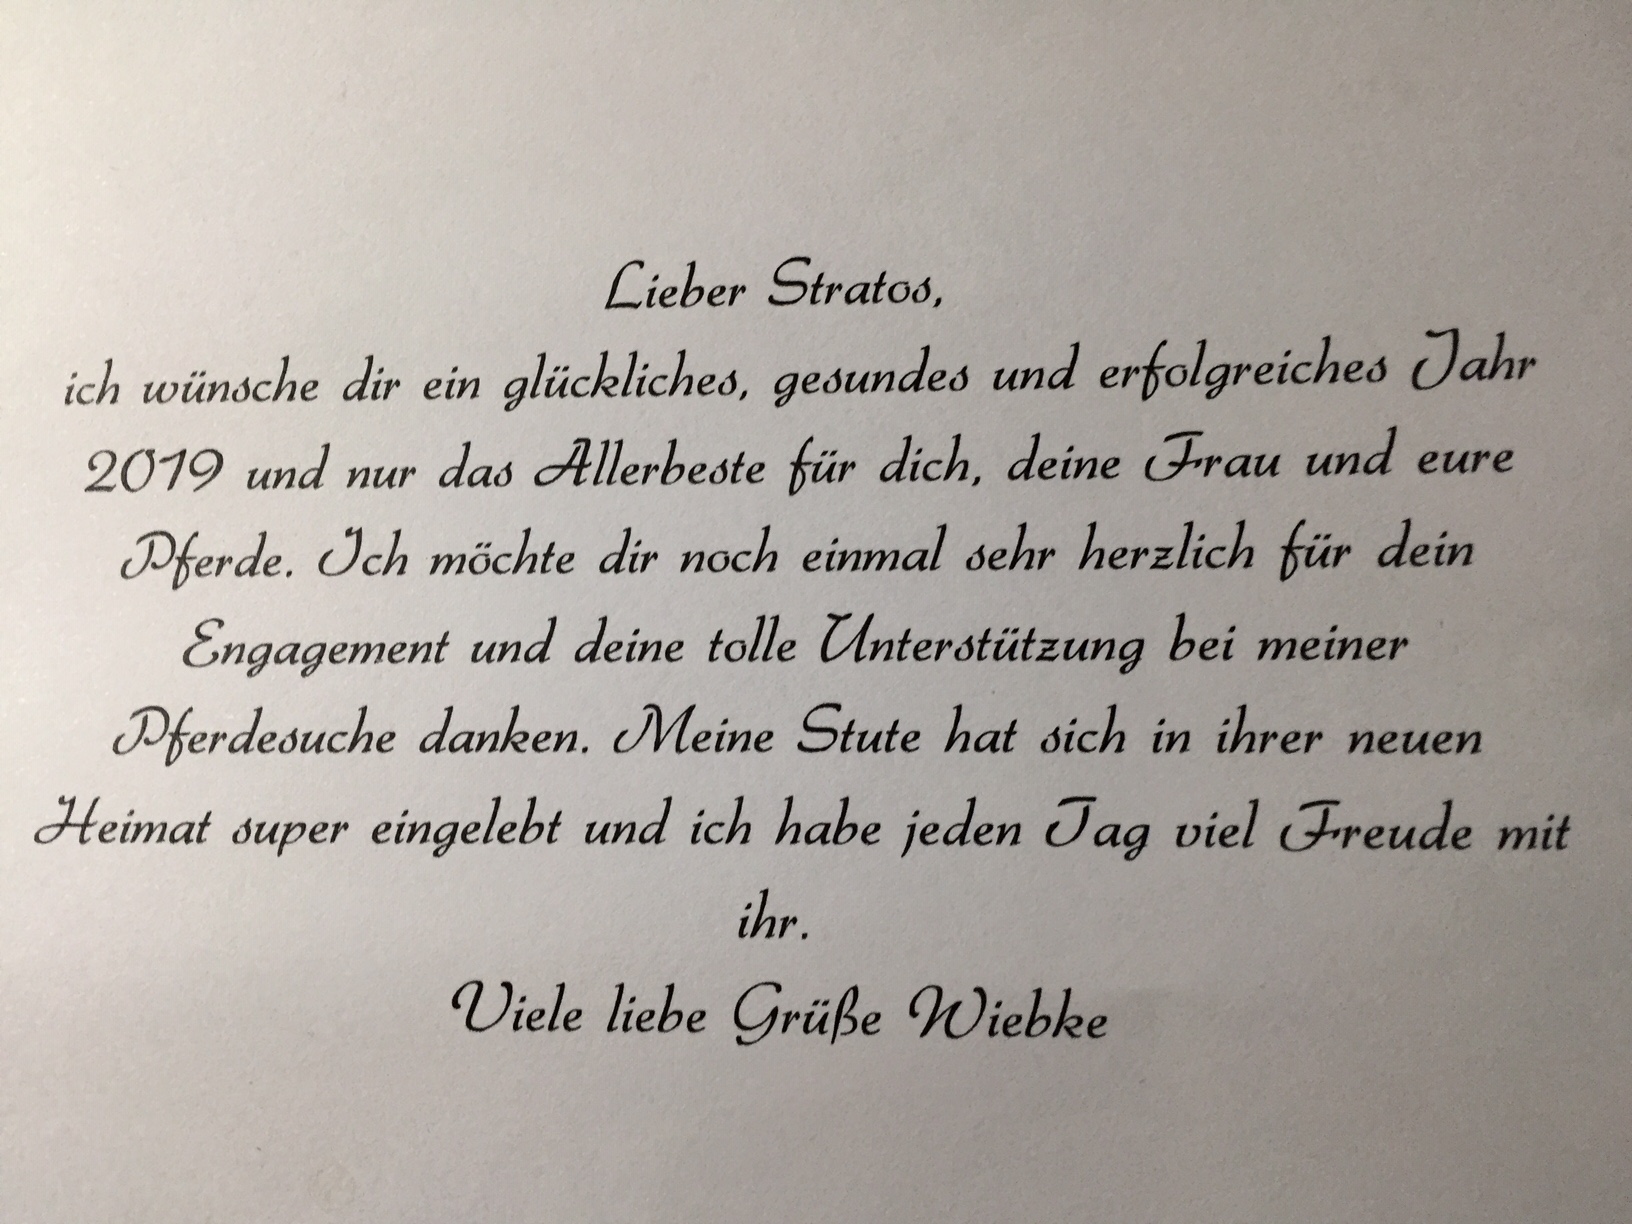 Lieber Stratos,
ich wünsche dir ein glückliches, gesundes und erfolgreiches Jahr
2019 und nur das Allerbeste für dich, deine Frau und eure
Pferde. Ich möchte dir noch einmal sehr herzlich für dein
Engagement und deine tolle Unterstützung bei meiner
Pferdesuche danken. Meine Stute hat sich in ihrer neuen
Heimat super eingelebt und ich habe jeden Tag viel Freude mit
ihr.
Viele liebe Grüße Wiebke